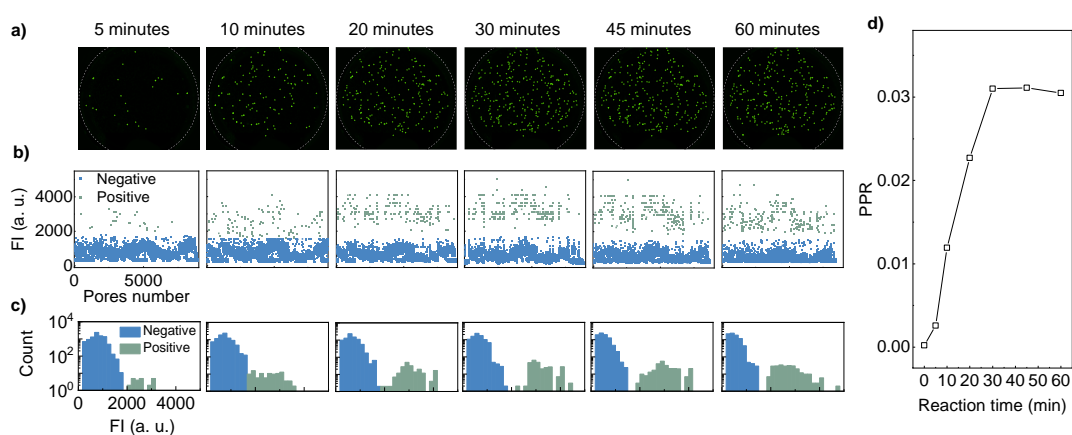 a)
5 minutes 10 minutes 20 minutes 30 minutes 45 minutes 60 minutes
b)
FI (a. u.)
4000
2000
0
Negative
Positive
0 5000
Pores number
c)
Count
10^4
10^2
10^0
Negative
Positive
0 2000 4000
FI (a. u.)
d)
PPR
0.03
0.02
0.01
0.00
0 10 20 30 40 50 60
Reaction time (min)